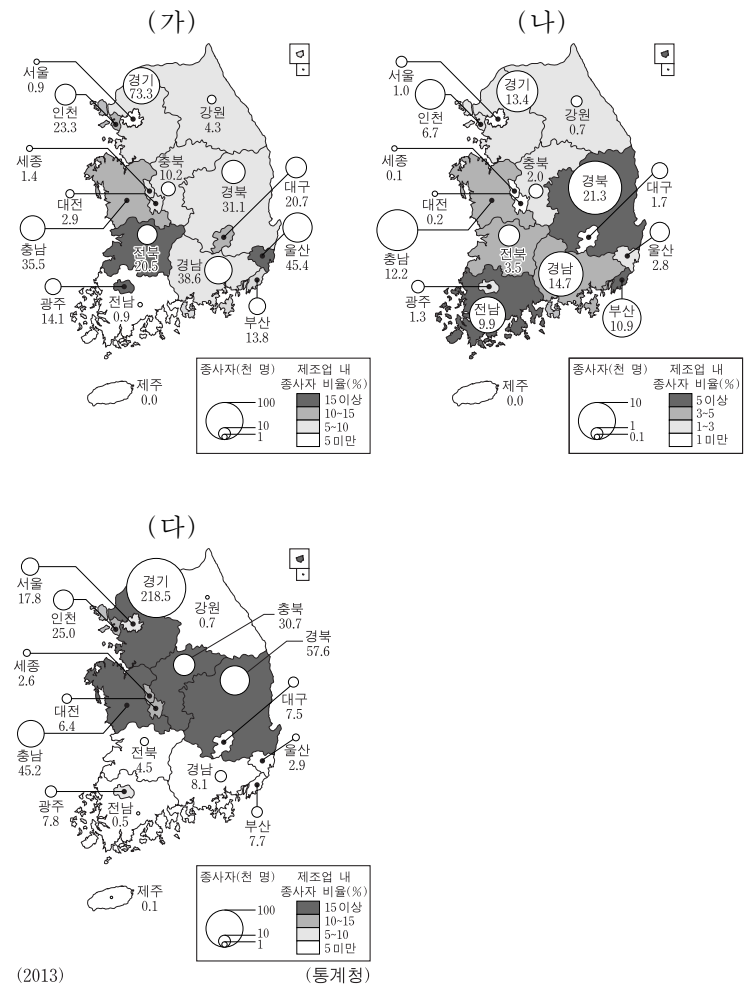 (가)
경기
73.3
서울
0.9
인천
23.3
강원
4.3
세종
1.4
충북
10.2
대전
2.9
경북
31.1
대구
20.7
충남
35.5
전북
20.5
경남
38.6
울산
45.4
광주
14.1
전남
0.9
부산
13.8
제주
0.0
종사자(천 명)
100
10
1
제조업 내
종사자 비율(%)
15이상
10~15
5~10
5미만
(나)
경기
13.4
서울
1.0
인천
6.7
강원
0.7
세종
0.1
충북
2.0
대전
0.2
경북
21.3
대구
1.7
충남
12.2
전북
3.5
경남
14.7
울산
2.8
광주
1.3
전남
9.9
부산
10.9
제주
0.0
종사자(천 명)
10
1
0.1
제조업 내
종사자 비율(%)
5이상
3~5
1~3
1미만
(다)
경기
218.5
서울
17.8
인천
25.0
강원
0.7
충북
30.7
경북
57.6
세종
2.6
대전
6.4
대구
7.5
충남
45.2
전북
4.5
경남
8.1
울산
2.9
광주
7.8
전남
0.5
부산
7.7
제주
0.1
종사자(천 명)
100
10
1
제조업 내
종사자 비율(%)
15이상
10~15
5~10
5미만
(2013)
(통계청)